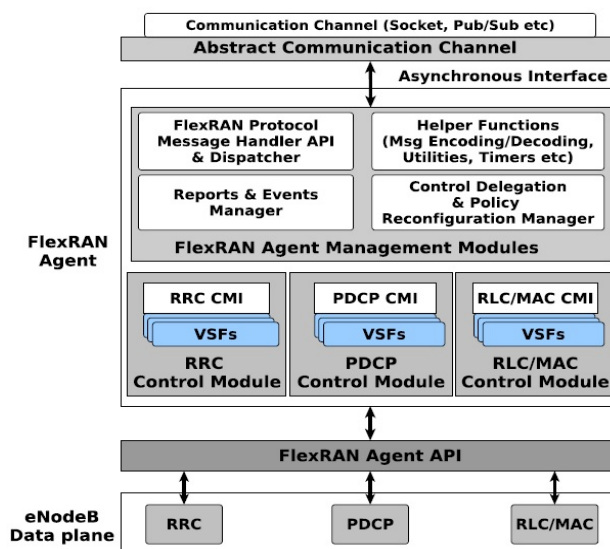 Communication Channel (Socket, Pub/Sub etc)
Abstract Communication Channel
Asynchronous Interface
FlexRAN Protocol
Message Handler API
& Dispatcher
Helper Functions
(Msg Encoding/Decoding,
Utilities, Timers etc)
Reports & Events
Manager
Control Delegation
& Policy
Reconfiguration Manager
FlexRAN Agent Management Modules
FlexRAN
Agent
RRC CMI
VSFs
RRC
Control Module
PDCP CMI
VSFs
PDCP
Control Module
RLC/MAC CMI
VSFs
RLC/MAC
Control Module
FlexRAN Agent API
eNodeB
Data plane
RRC
PDCP
RLC/MAC